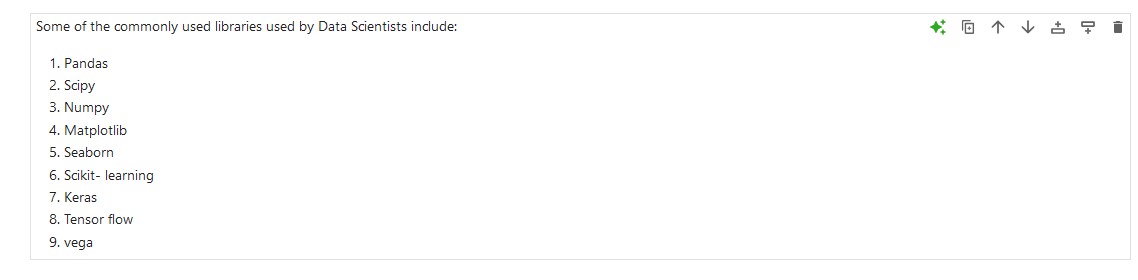 Some of the commonly used libraries used by Data Scientists include:
1. Pandas
2. Scipy
3. Numpy
4. Matplotlib
5. Seaborn
6. Scikit- learning
7. Keras
8. Tensor flow
9. vega